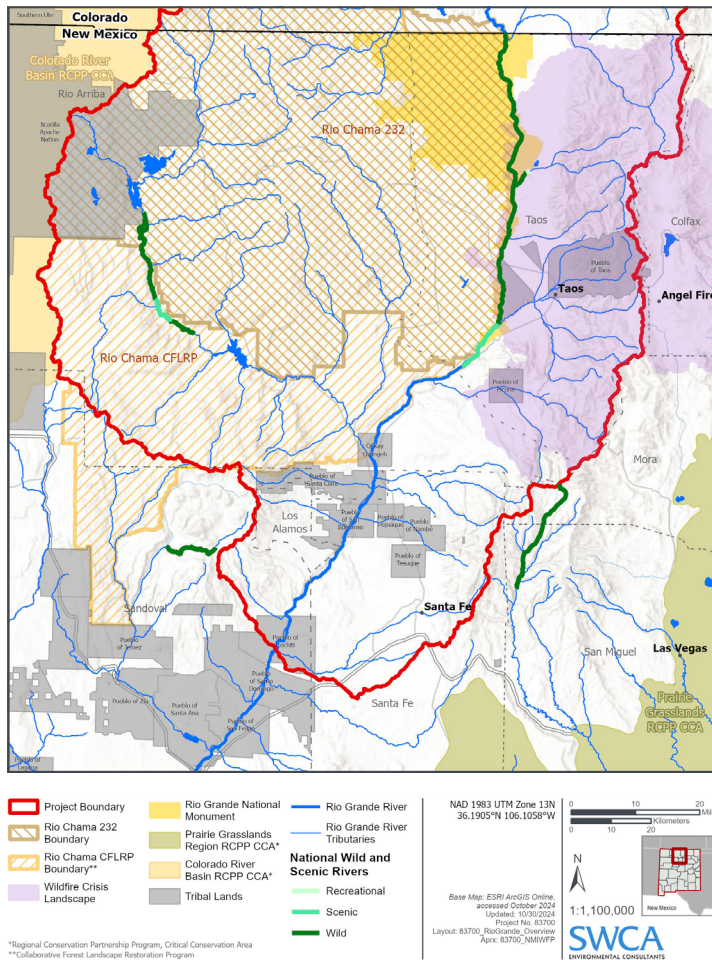 Southern Ute
Colorado
New Mexico
Colorado River
Basin RCPP CCA
Rio Arriba
Jicarilla
Apache
Nation
Rio Chama 232
Taos
Colfax
Pueblo
of Taos
Taos
Angel Fire
Rio Chama CFLRP
Pueblo of
Picuris
Ohkay
Owingeh
Mora
Pueblo of
Santa Clara
Los
Alamos
Pueblo
of San
Ildefonso
Pueblo of
Pojoaque
Pueblo
of Nambe
Pueblo of
Tesuque
Sandoval
Santa Fe
Pueblo
of Jemez
Pueblo of
Cochiti
San Miguel
Las Vegas
Pueblo
of Santo
Domingo
Pueblo of Zia
Pueblo of
Santa Ana
Santa Fe
Prairie
Grasslands
RCPP CCA
Pueblo of
San Felipe
Pueblo of
Laguna
Project Boundary
Rio Chama 232
Boundary
Rio Chama CFLRP
Boundary**
Wildfire Crisis
Landscape
Rio Grande National
Monument
Prairie Grasslands
Region RCPP CCA*
Colorado River
Basin RCPP CCA*
Tribal Lands
Rio Grande River
Rio Grande River
Tributaries
National Wild and
Scenic Rivers
Recreational
Scenic
Wild
*Regional Conservation Partnership Program, Critical Conservation Area
**Collaborative Forest Landscape Restoration Program
NAD 1983 UTM Zone 13N
36.1905°N 106.1058°W
Base Map: ESRI ArcGIS Online,
accessed October 2024
Updated: 10/30/2024
Project No. 83700
Layout: 83700_RioGrande_Overview
Aprx: 83700_NMIWFP
0 10 20
Mil
Kilometers
0 10 20
N
1:1,100,000
New Mexico
SWCA
ENVIRONMENTAL CONSULTANTS